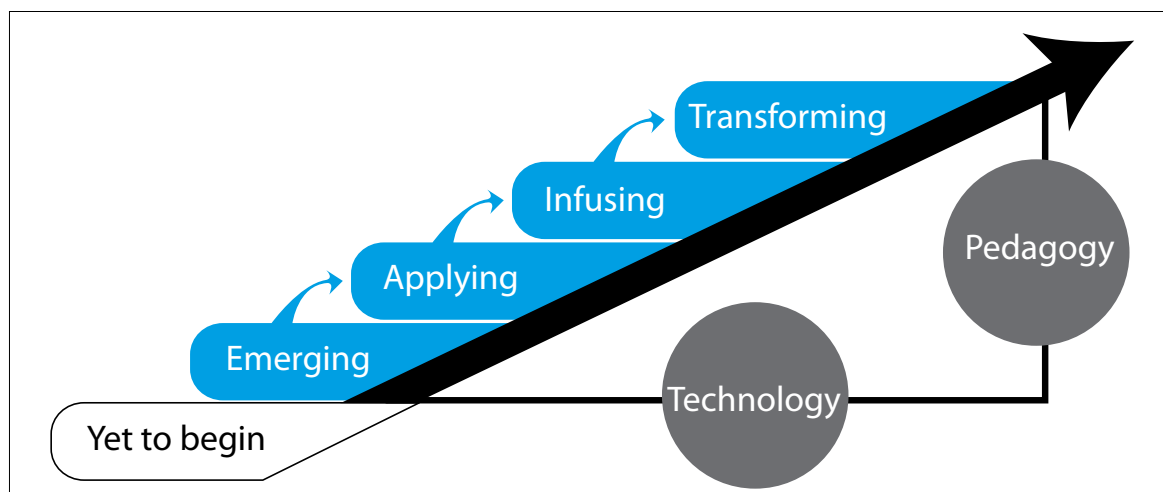 Transforming
Infusing
Applying
Emerging
Yet to begin
Pedagogy
Technology